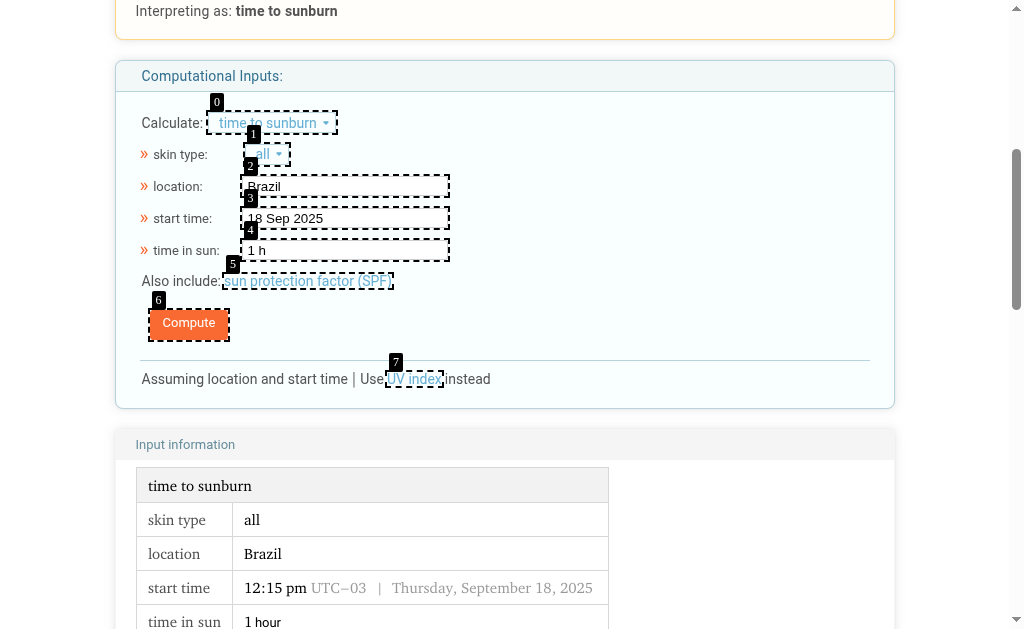 Interpreting as: time to sunburn
Computational Inputs:
0
Calculate: time to sunburn
1
» skin type: all
2
» location: Brazil
3
» start time: 18 Sep 2025
4
» time in sun: 1 h
5
Also include: sun protection factor (SPF)
6
Compute
7
Assuming location and start time | Use UV index instead
Input information
time to sunburn
skin type all
location Brazil
start time 12:15 pm UTC−03 | Thursday, September 18, 2025
time in sun 1 hour